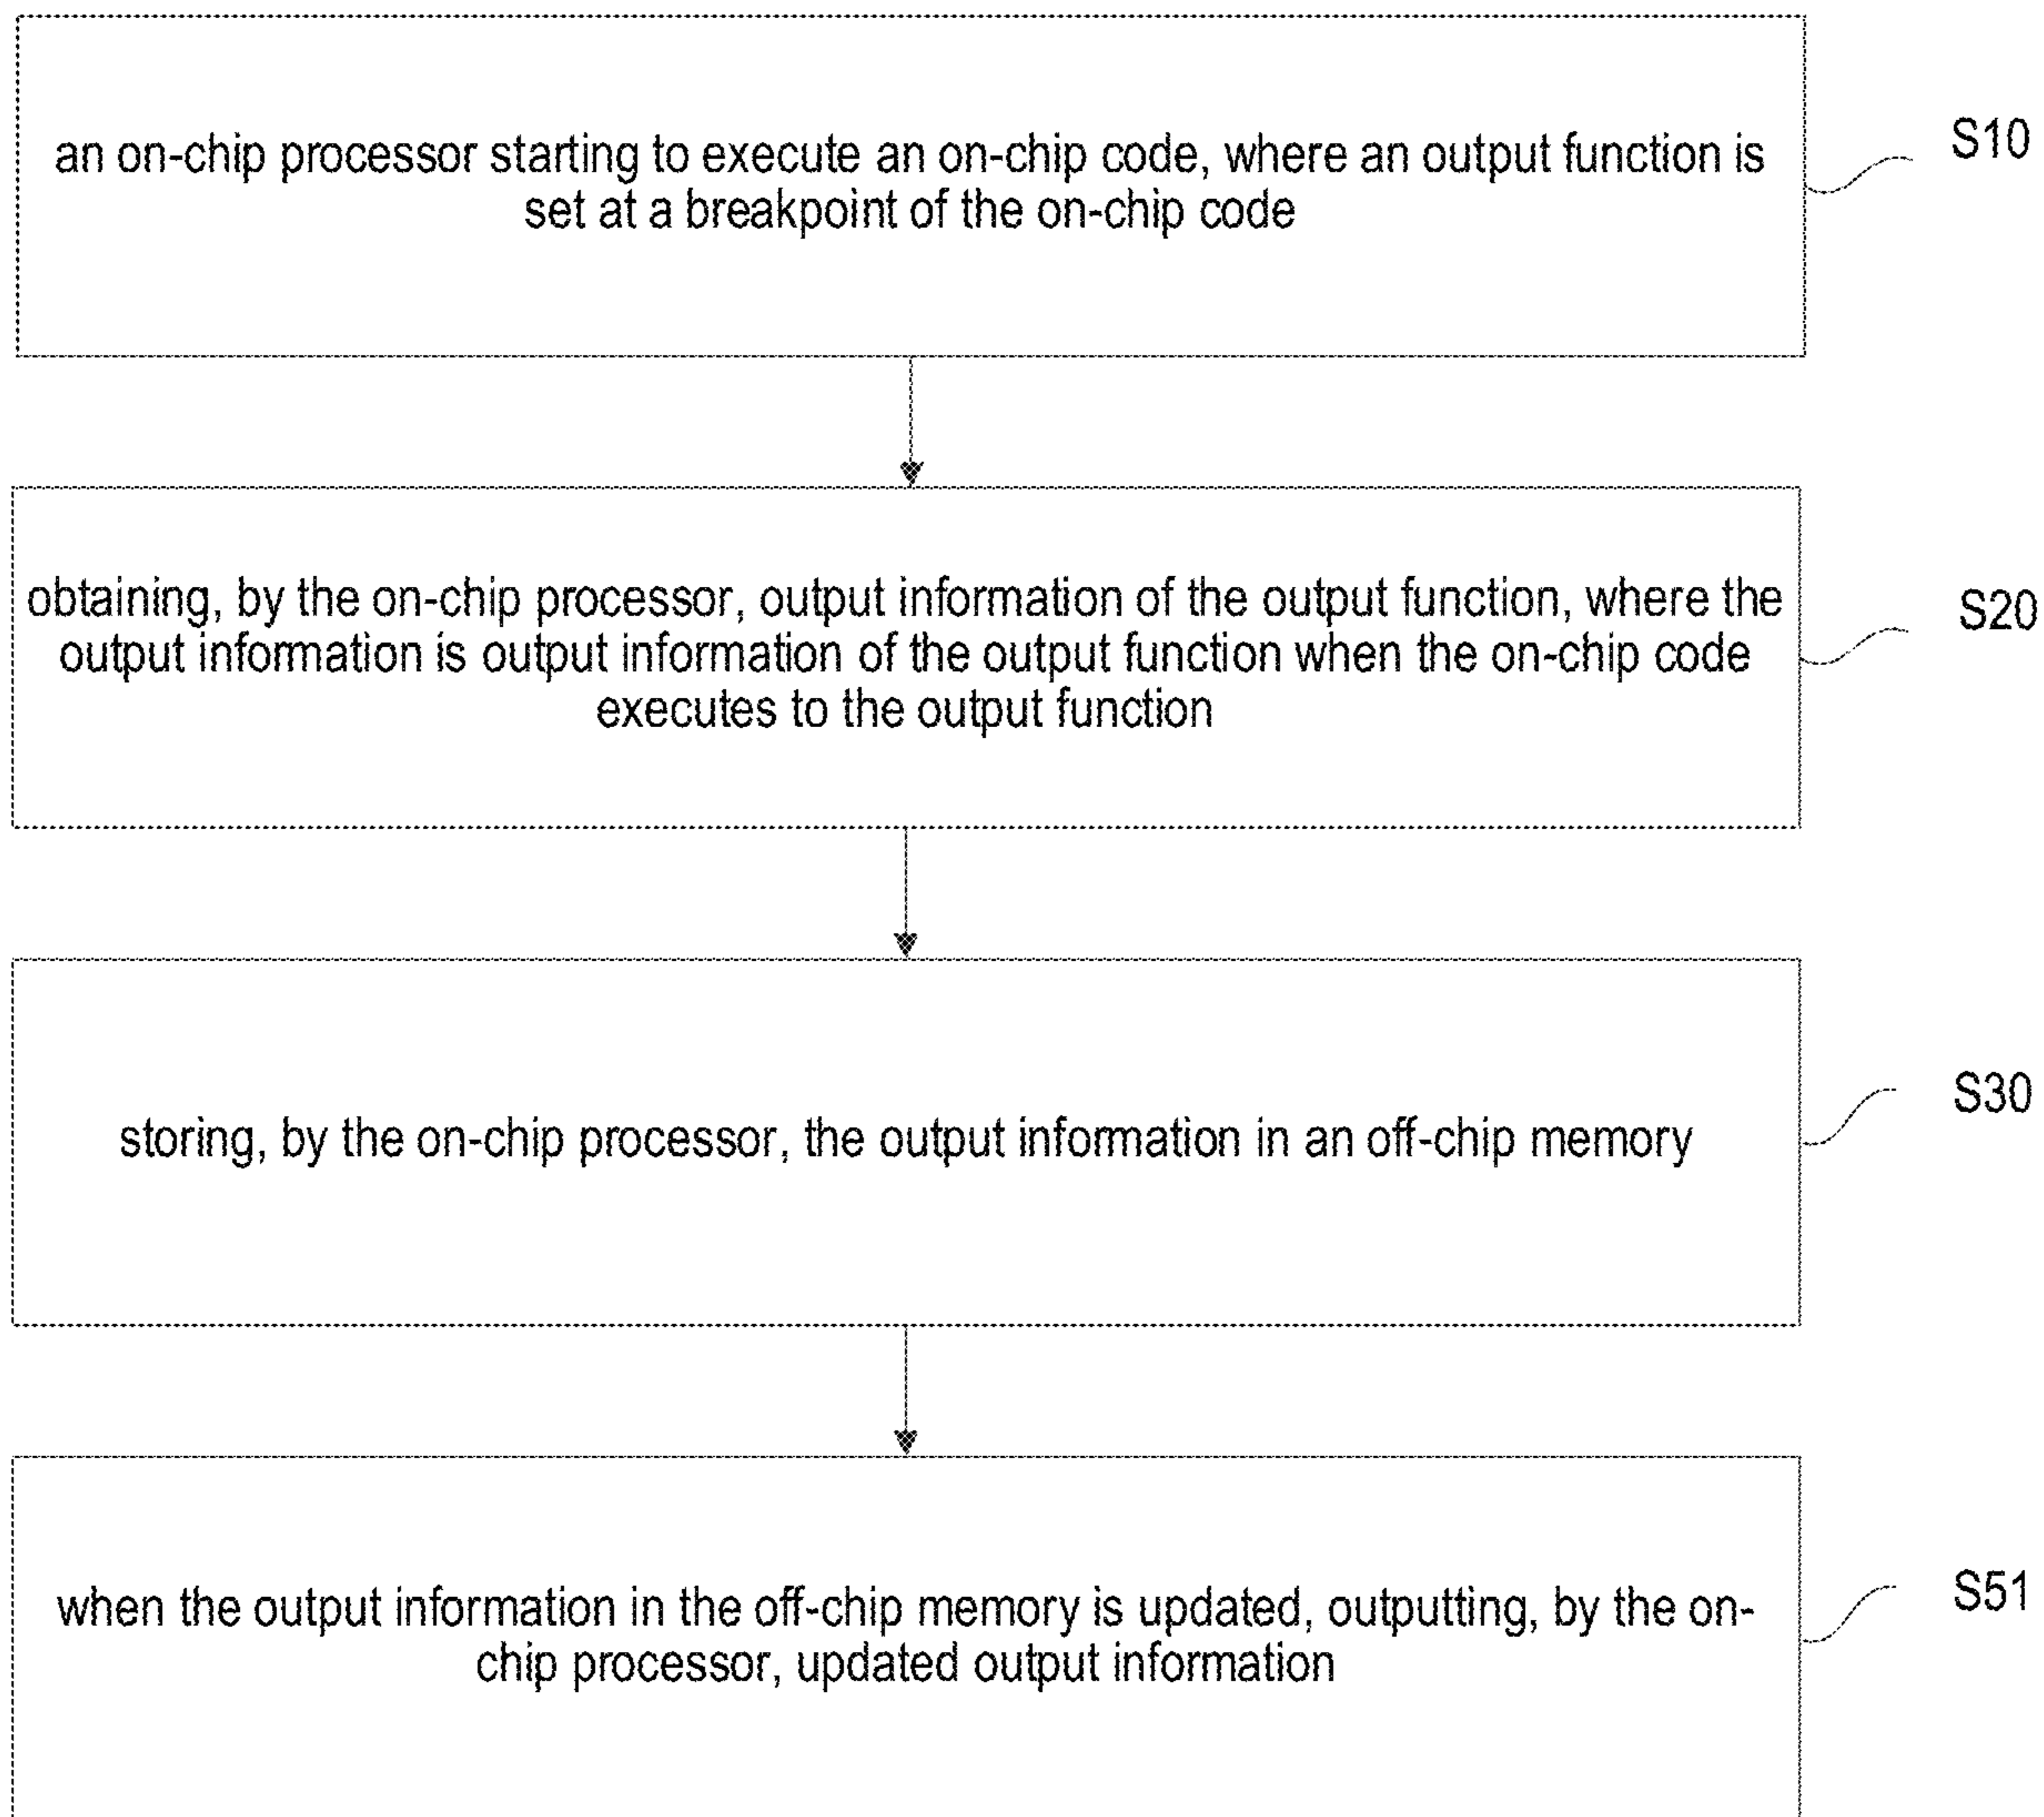 an on-chip processor starting to execute an on-chip code, where an output function is
set at a breakpoint of the on-chip code
S10
obtaining, by the on-chip processor, output information of the output function, where the
output information is output information of the output function when the on-chip code
executes to the output function
S20
storing, by the on-chip processor, the output information in an off-chip memory
S30
when the output information in the off-chip memory is updated, outputting, by the on-
chip processor, updated output information
S51